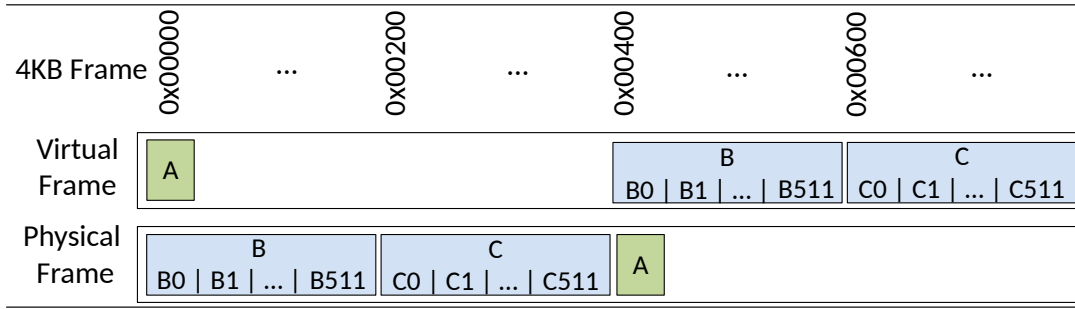 4KB Frame 0x00000 ... 0x00200 ... 0x00400 ... 0x00600 ...
Virtual Frame
A
B
B0 | B1 | ... | B511
C
C0 | C1 | ... | C511
Physical Frame
B
B0 | B1 | ... | B511
C
C0 | C1 | ... | C511
A